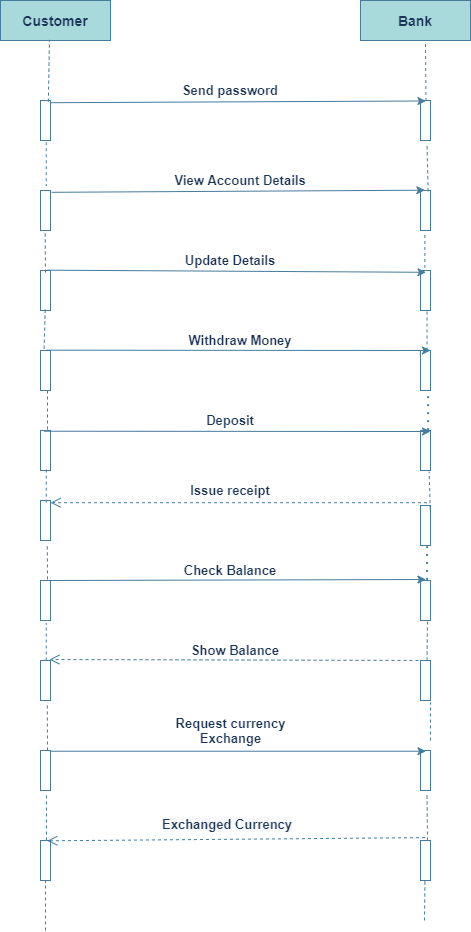 Customer
Bank
Send password
View Account Details
Update Details
Withdraw Money
Deposit
Issue receipt
Check Balance
Show Balance
Request currency
Exchange
Exchanged Currency